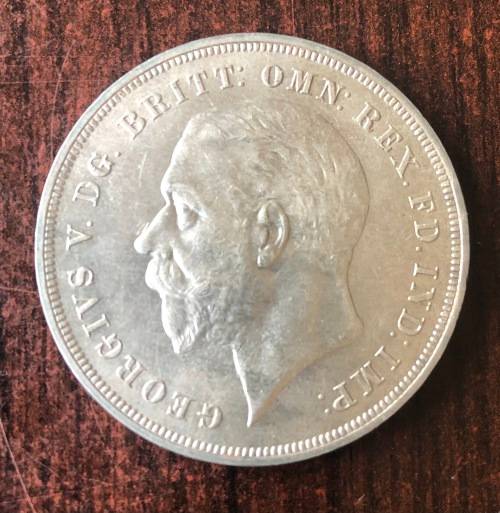 GEORGIVS V. DG. BRITT: OMN: REX. FD. IND: IMP: